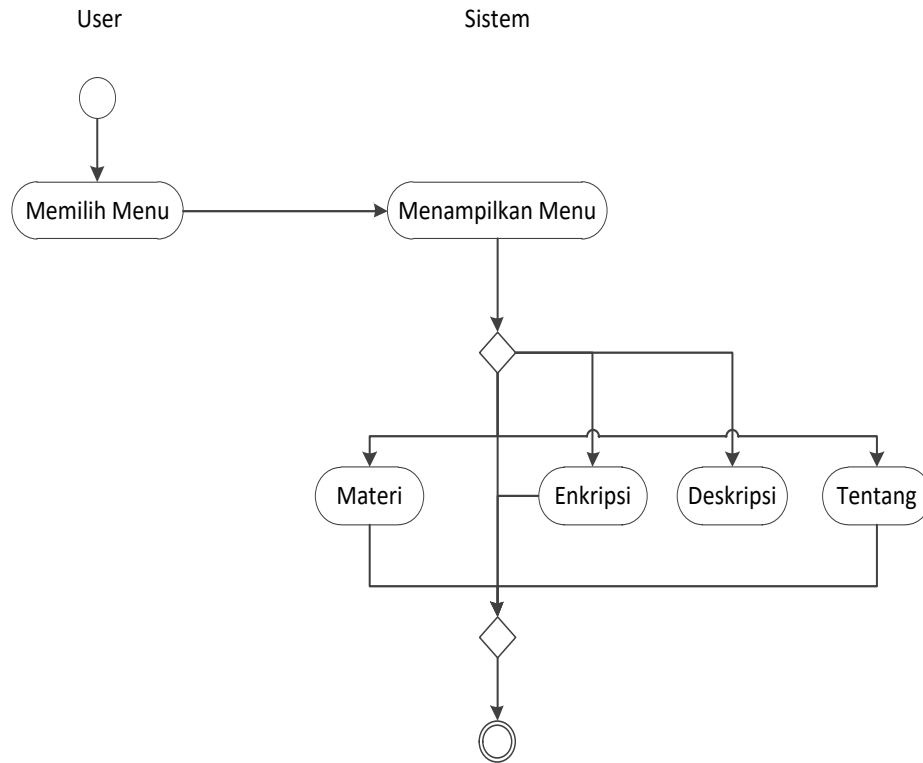 User
Sistem
Memilih Menu
Menampilkan Menu
Materi
Enkripsi
Deskripsi
Tentang